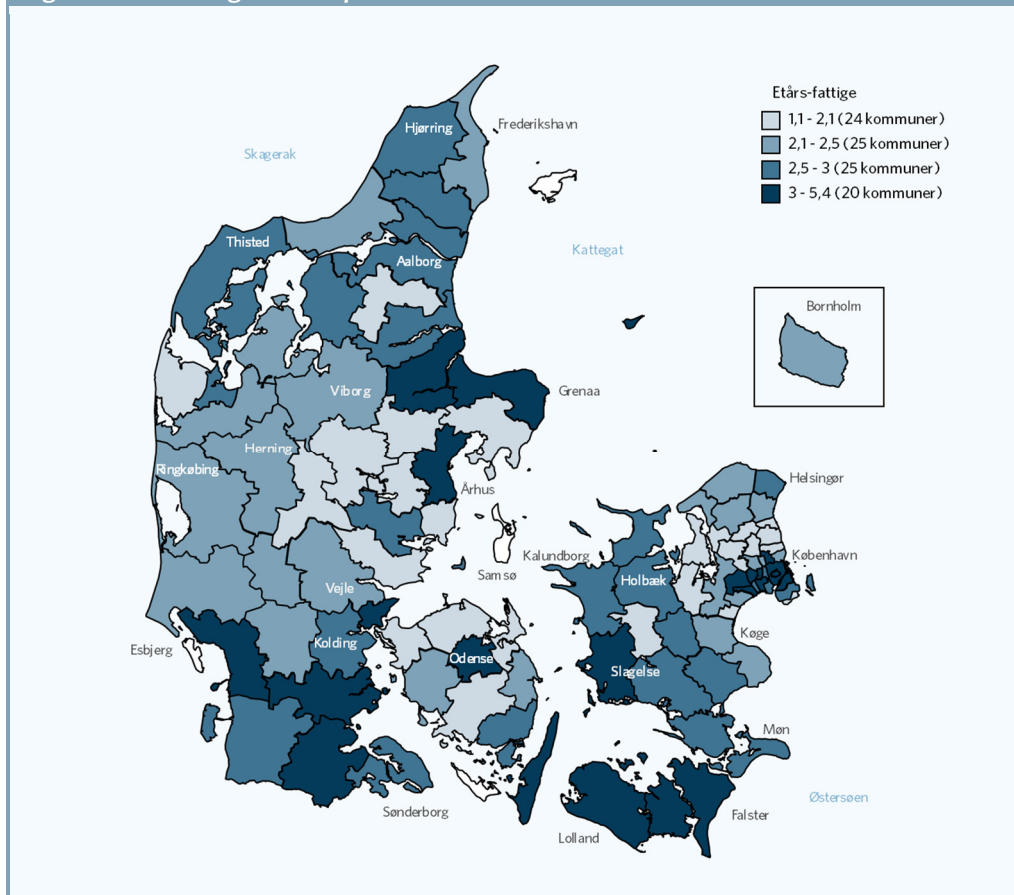 Etårs-fattige
1,1 - 2,1 (24 kommuner)
2,1 - 2,5 (25 kommuner)
2,5 - 3 (25 kommuner)
3 - 5,4 (20 kommuner)
Hjørring
Frederikshavn
Skagerak
Thisted
Aalborg
Kattegat
Bornholm
Viborg
Grenaa
Herning
Ringkøbing
Århus
Helsingør
Samsø
Kalundborg
København
Holbæk
Vejle
Esbjerg
Kolding
Odense
Køge
Slagelse
Møn
Sønderborg
Østersøen
Lolland
Falster